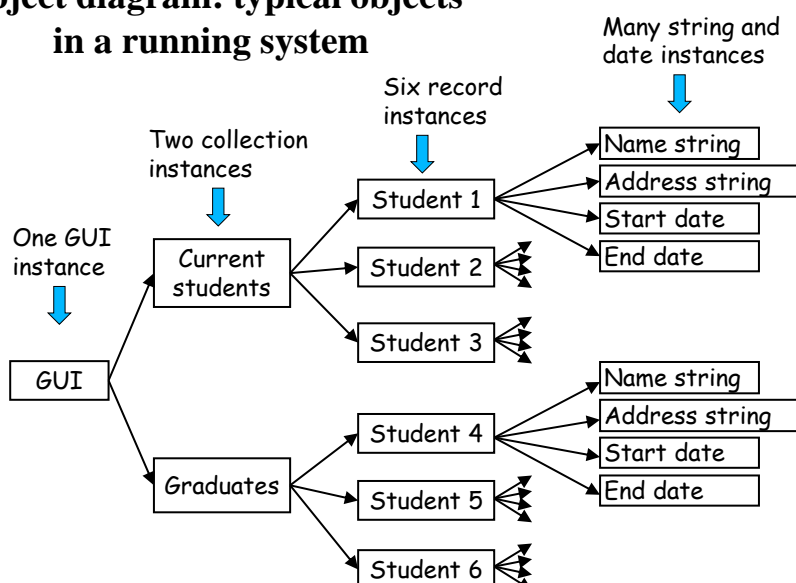 diagram: typical objects
in a running system
Many string and
date instances
Six record
instances
Two collection
instances
One GUI
instance
GUI
Current
students
Graduates
Student 1
Student 2
Student 3
Student 4
Student 5
Student 6
Name string
Address string
Start date
End date
Name string
Address string
Start date
End date